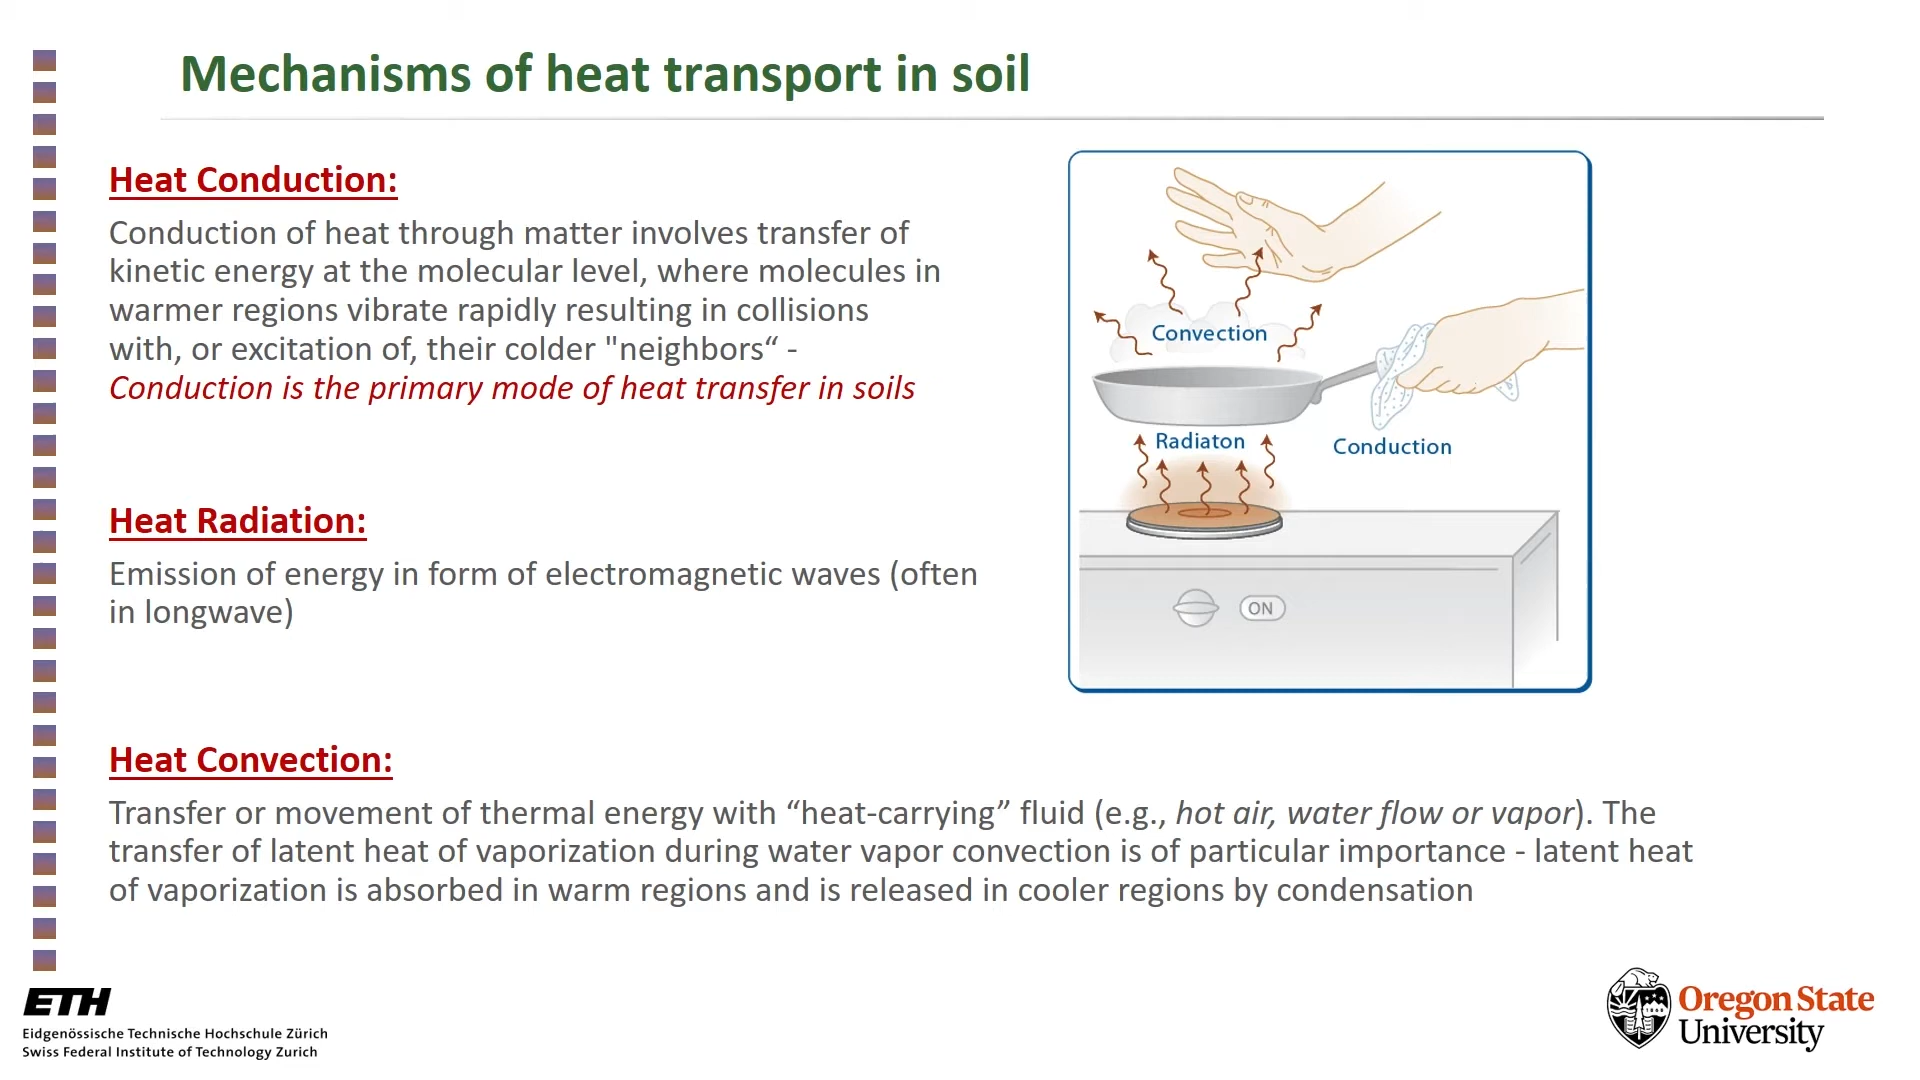 Mechanisms of heat transport in soil
Heat Conduction:
Conduction of heat through matter involves transfer of
kinetic energy at the molecular level, where molecules in
warmer regions vibrate rapidly resulting in collisions
with, or excitation of, their colder "neighbors“ -
Conduction is the primary mode of heat transfer in soils
Heat Radiation:
Emission of energy in form of electromagnetic waves (often
in longwave)
Convection
Radiaton
Conduction
ON
Heat Convection:
Transfer or movement of thermal energy with “heat-carrying” fluid (e.g., hot air, water flow or vapor). The
transfer of latent heat of vaporization during water vapor convection is of particular importance - latent heat
of vaporization is absorbed in warm regions and is released in cooler regions by condensation
ETH
Eidgenössische Technische Hochschule Zürich
Swiss Federal Institute of Technology Zurich
1868
Oregon State
University